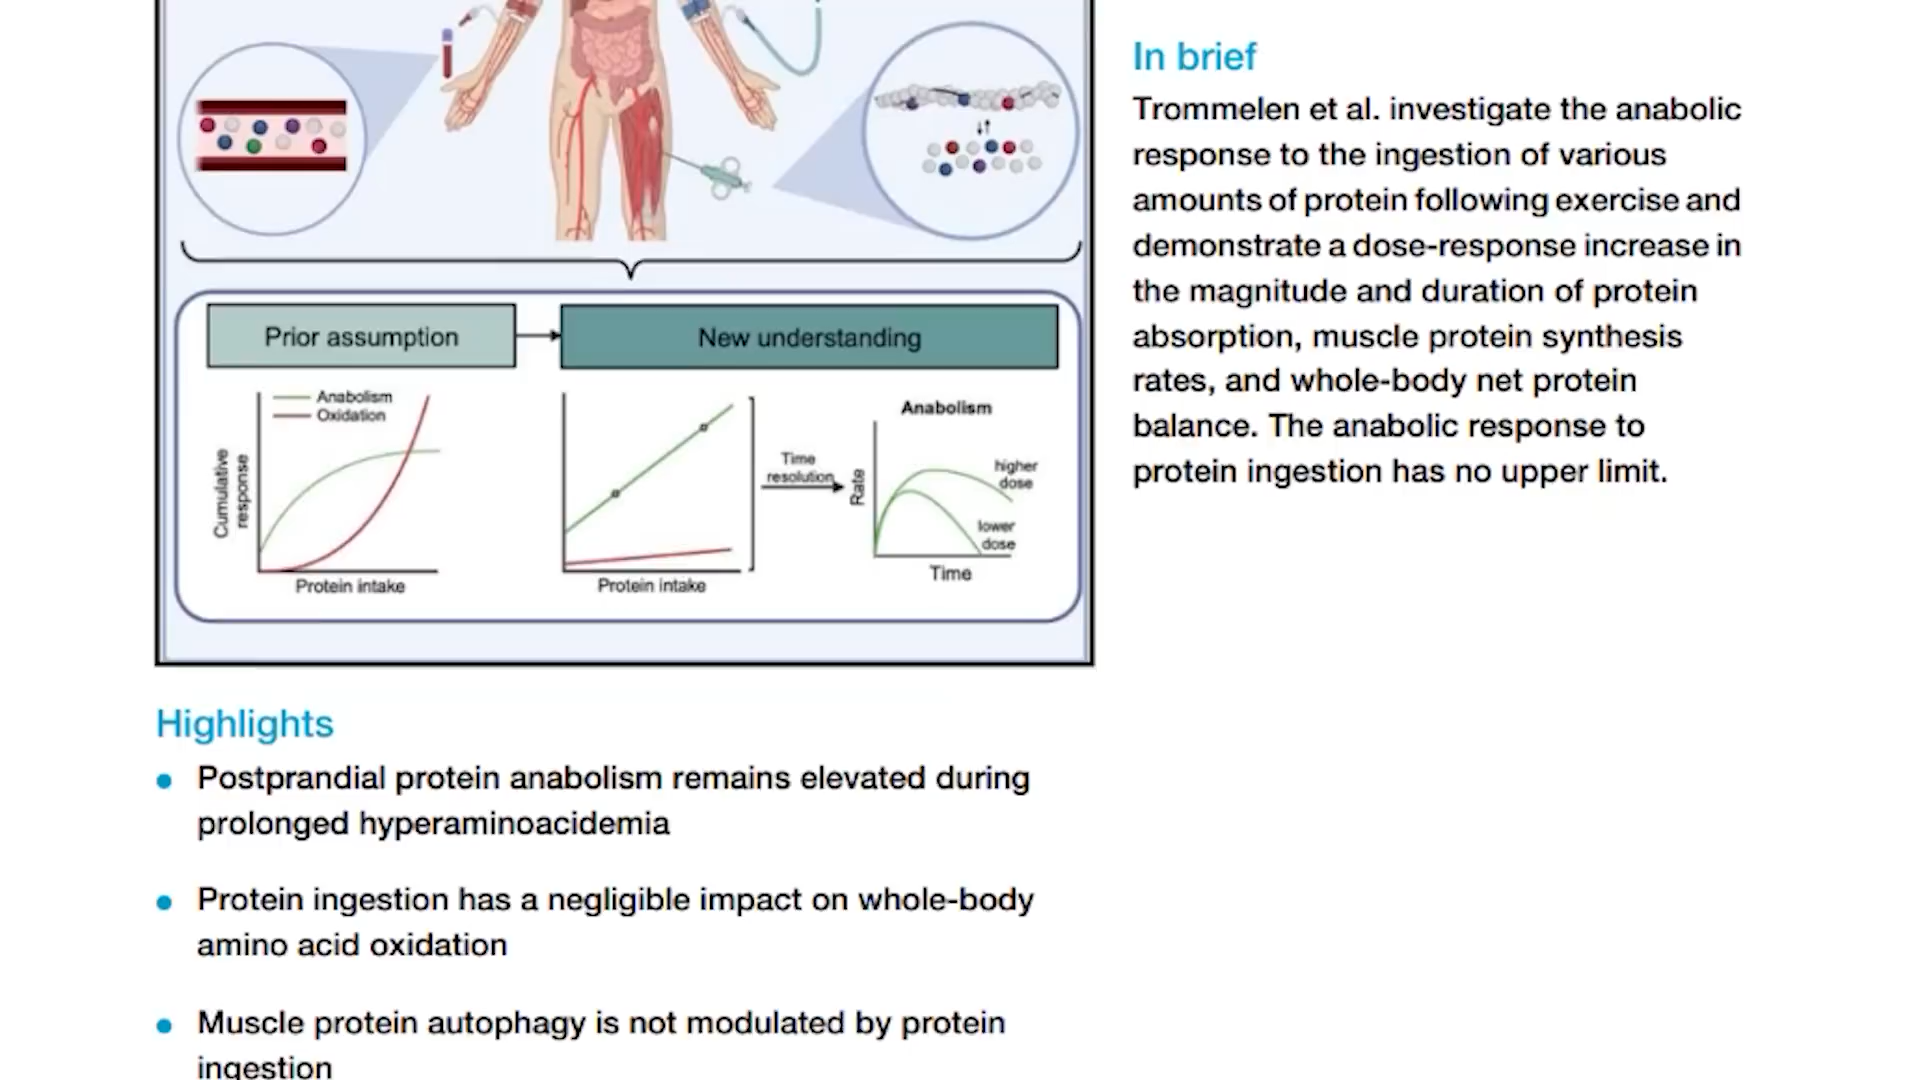 In brief
Trommelen et al. investigate the anabolic
response to the ingestion of various
amounts of protein following exercise and
demonstrate a dose-response increase in
the magnitude and duration of protein
absorption, muscle protein synthesis
rates, and whole-body net protein
balance. The anabolic response to
protein ingestion has no upper limit.
Prior assumption
New understanding
Anabolism
Oxidation
Cumulative
response
Protein intake
Protein intake
Time
resolution
Anabolism
Rate
higher
dose
lower
dose
Time
Highlights
Postprandial protein anabolism remains elevated during
prolonged hyperaminoacidemia
Protein ingestion has a negligible impact on whole-body
amino acid oxidation
Muscle protein autophagy is not modulated by protein
ingestion